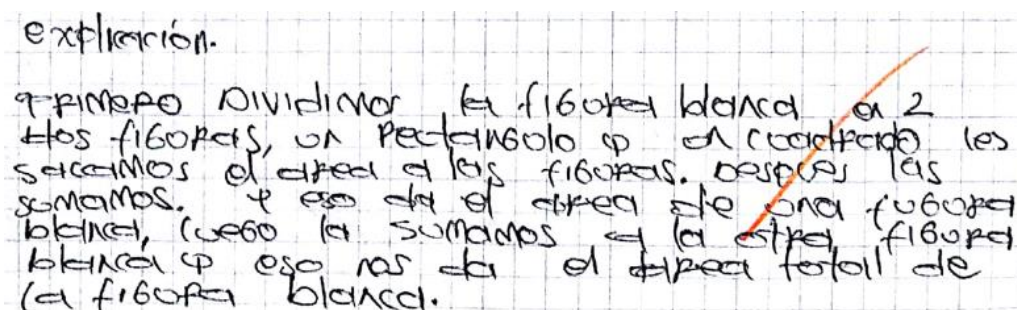 explicación.
PRIMERO DIVIDIMOS la figura blanca en 2
figuras, un Rectangulo y un cuadrado les
sacamos el area a las figuras. Despues las
sumamos. Y eso da el area de una fugura
blanca, luego la sumamos a la otra figura
blanca y eso nos da el area total de
la figura blanca.